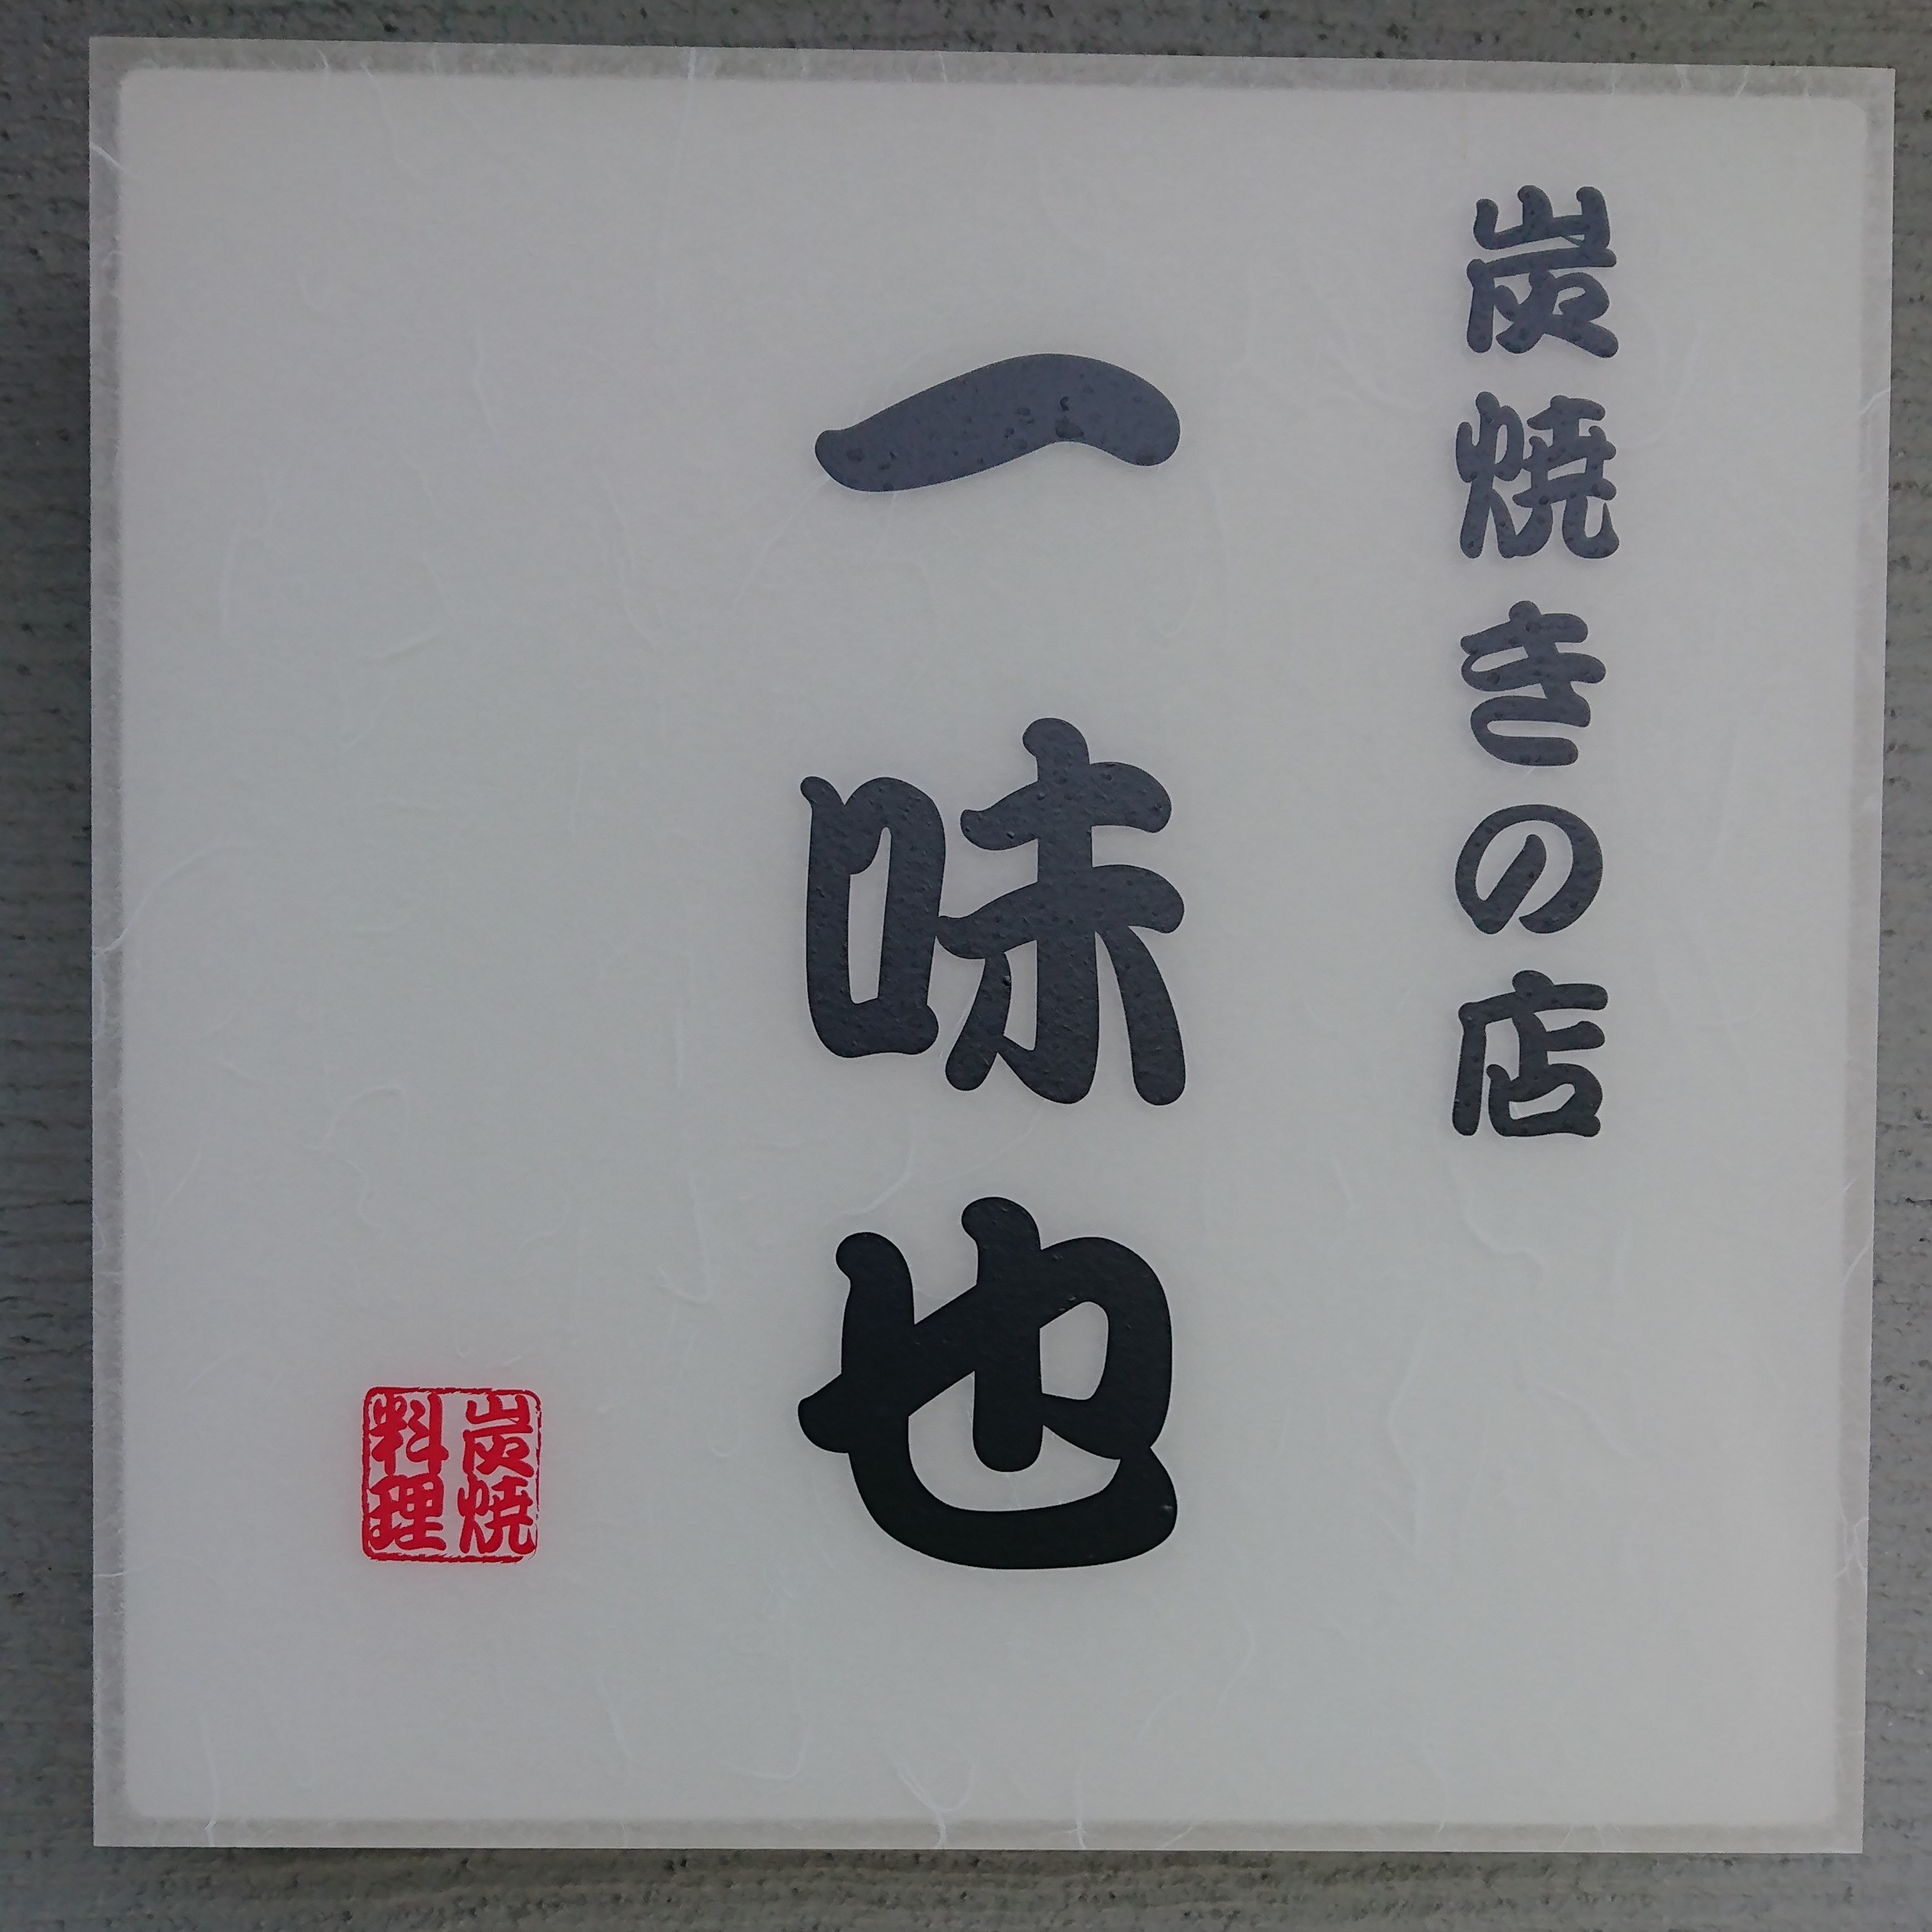 炭焼きの店
一味也
炭焼
料理